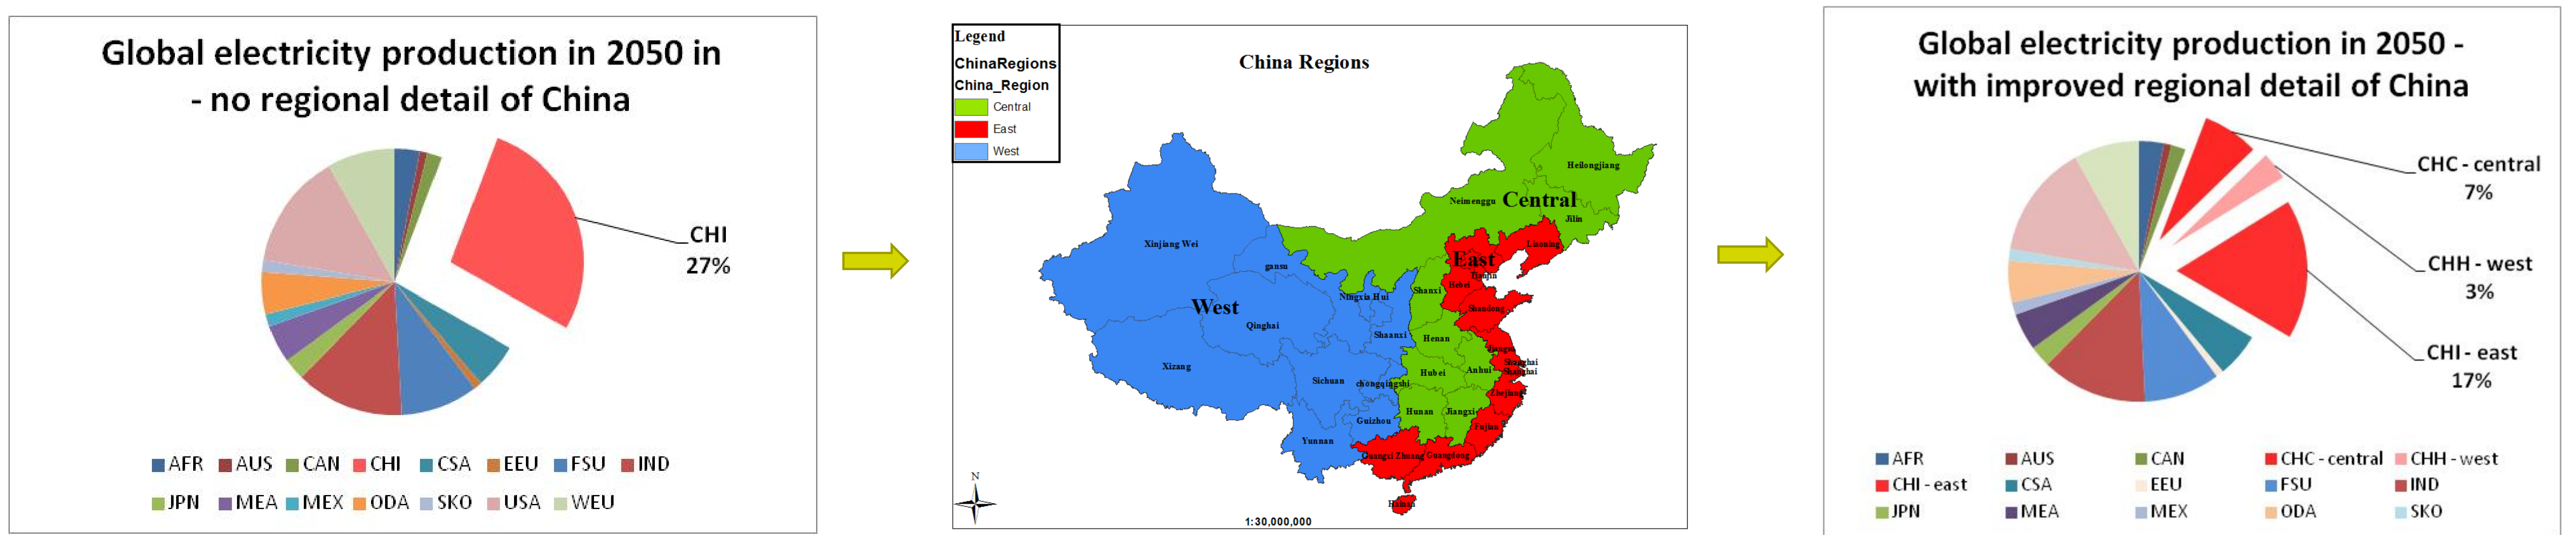 Global electricity production in 2050 in
- no regional detail of China
CHI
27%
AFR AUS CAN CHI CSA EEU FSU IND
JPN MEA MEX ODA SKO USA WEU
Legend
ChinaRegions
China_Region
Central
East
West
China Regions
Heilongjiang
Neimenggu Central
Jilin
Xinjiang Wei
Liaoning
East
gansu
Tianjin
Hebei
Shanxi
Ningxia Hui
West
Shandong
Qinghai
Shaanxi
Henan
Jiangsu
Shanghai
Shanghai
Xizang
Hubei
Anhui
Sichuan
chongqingshi
Zhejiang
Hunan
Jiangxi
Guizhou
Fujian
Yunnan
Guangxi Zhuang
Guangdong
Hainan
N
1:30,000,000
Global electricity production in 2050 -
with improved regional detail of China
CHC - central
7%
CHH - west
3%
CHI - east
17%
AFR AUS CAN CHC - central CHH - west
CHI - east CSA EEU FSU IND
JPN MEA MEX ODA SKO